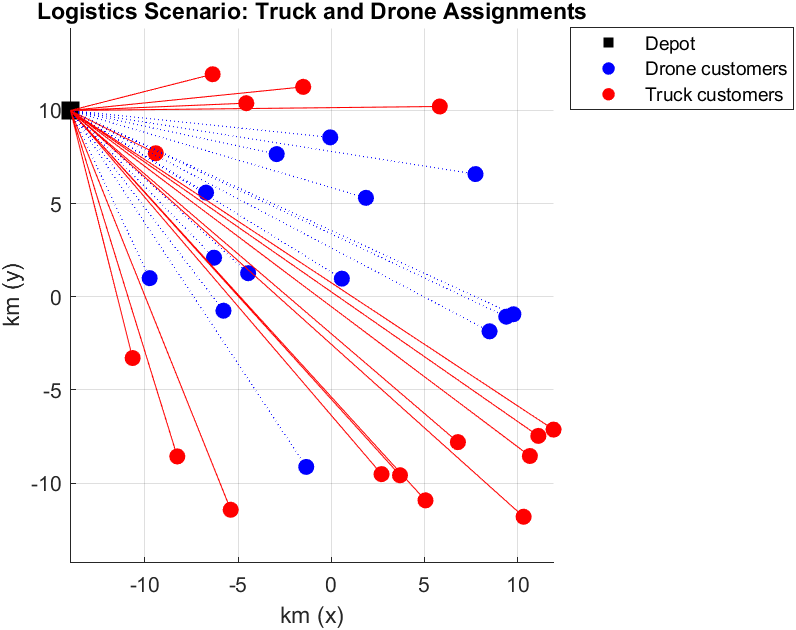 Logistics Scenario: Truck and Drone Assignments
Depot
Drone customers
Truck customers
10
5
0
-5
-10
km (y)
-10
-5
0
5
10
km (x)